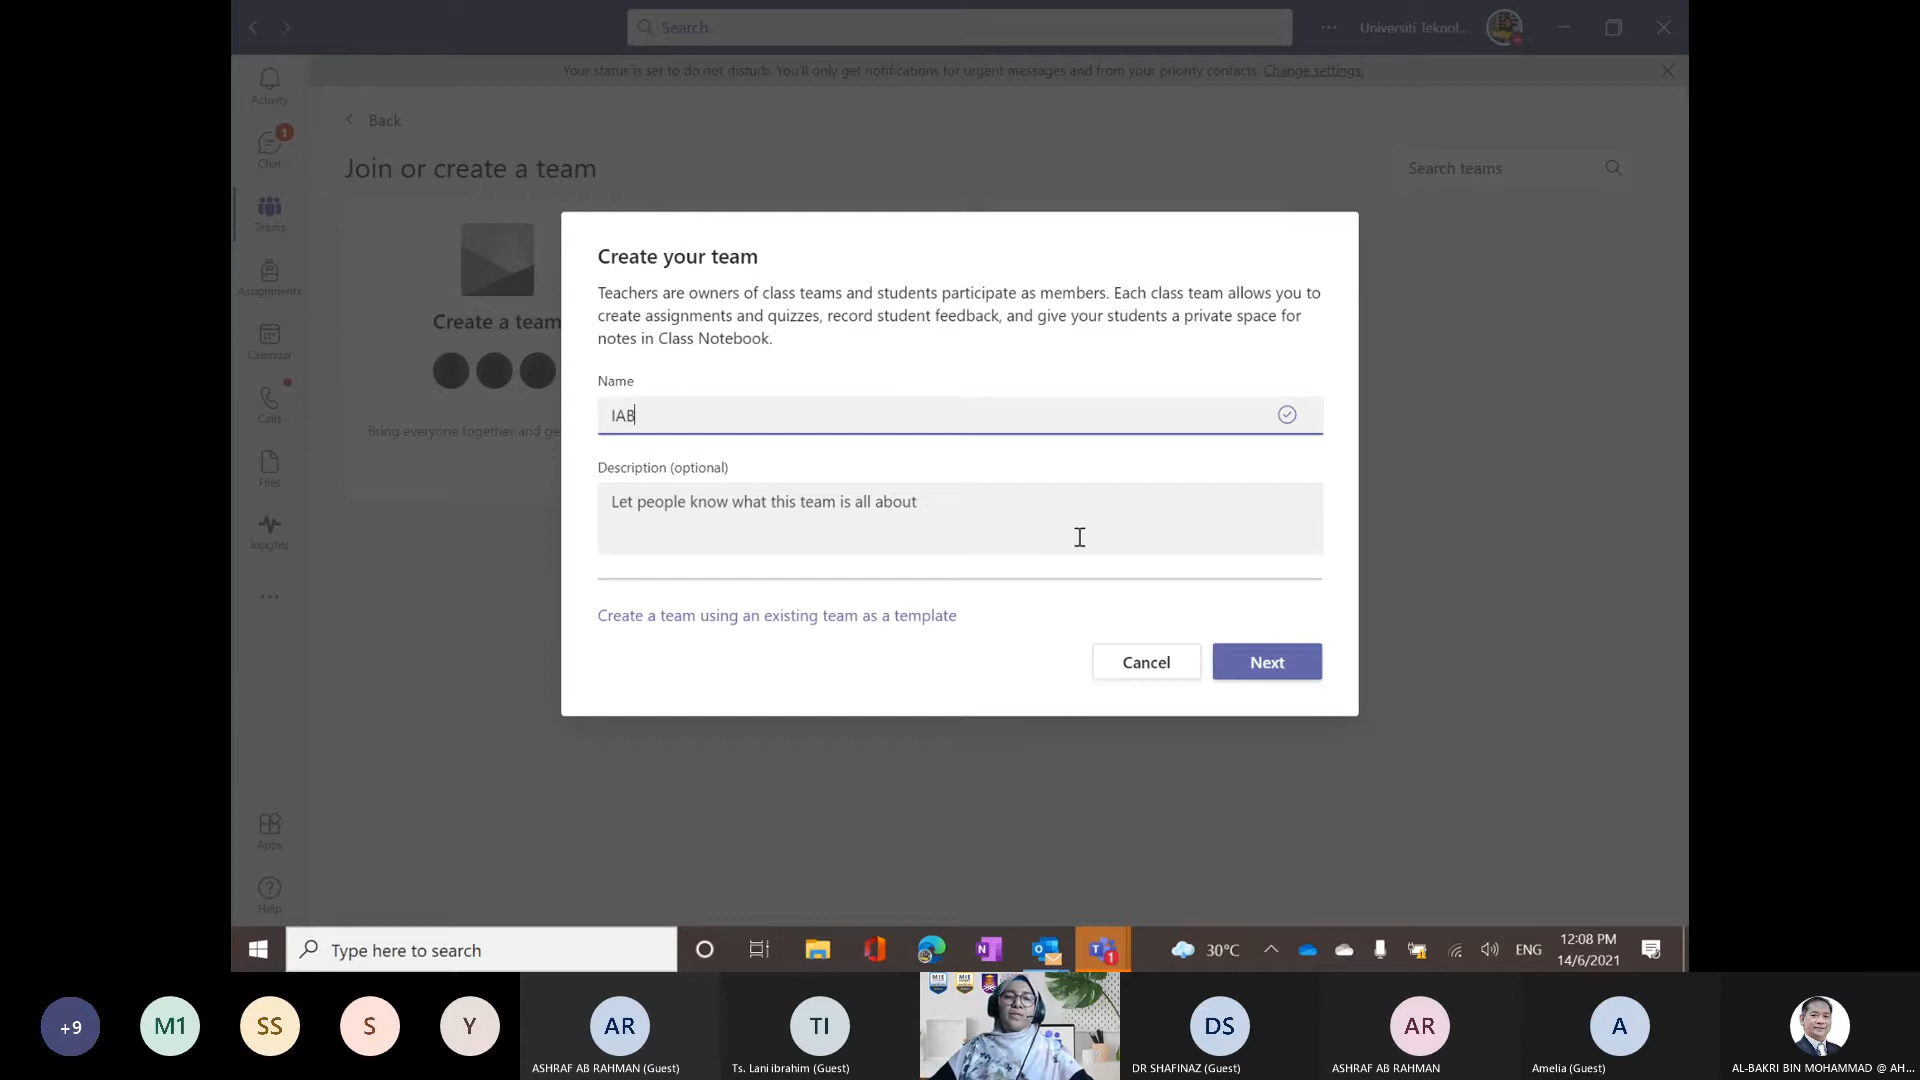 Search
Universiti Teknol...
Your status is set to do not disturb. You'll only get notifications for urgent messages and from your priority contacts. Change settings.
Activity
1
Chat
Teams
Assignments
Calendar
Calls
Files
Insights
Apps
Help
Back
Join or create a team
Search teams
Create a team
Bring everyone together and ge
Create your team
Teachers are owners of class teams and students participate as members. Each class team allows you to
create assignments and quizzes, record student feedback, and give your students a private space for
notes in Class Notebook.
Name
IAB
Description (optional)
Let people know what this team is all about
Create a team using an existing team as a template
Cancel
Next
Type here to search
1
30°C
ENG
12:08 PM
14/6/2021
+9
M1
SS
S
Y
AR
ASHRAF AB RAHMAN (Guest)
TI
Ts. Lani ibrahim (Guest)
DS
DR SHAFINAZ (Guest)
AR
ASHRAF AB RAHMAN
A
Amelia (Guest)
AL-BAKRI BIN MOHAMMAD @ AH...